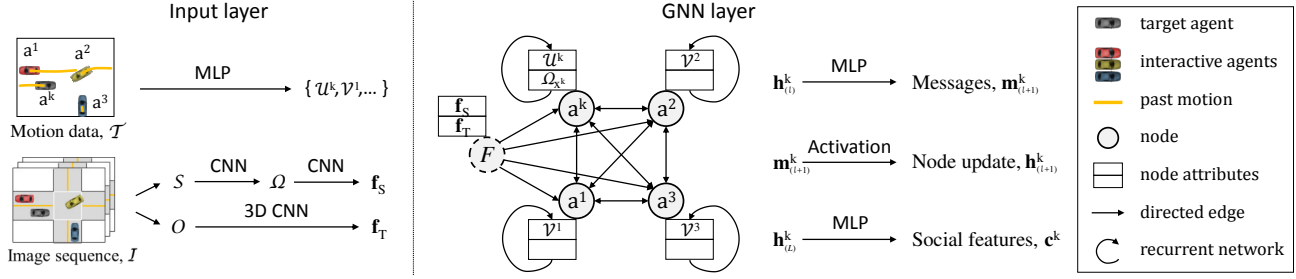 Input layer
a¹ a²
aᵏ
a³
Motion data, 𝒯
MLP
{ 𝒰ᵏ, 𝒱¹,... }
Image sequence, I
S CNN Ω CNN f_S
O 3D CNN f_T
GNN layer
𝒰ᵏ
Ω_xᵏ
𝒱²
f_S
f_T
F
aᵏ a²
a¹ a³
𝒱¹ 𝒱³
h^k_(l) MLP Messages, m^k_(l+1)
m^k_(l+1) Activation Node update, h^k_(l+1)
h^k_(L) MLP Social features, cᵏ
target agent
interactive agents
past motion
node
node attributes
directed edge
recurrent network